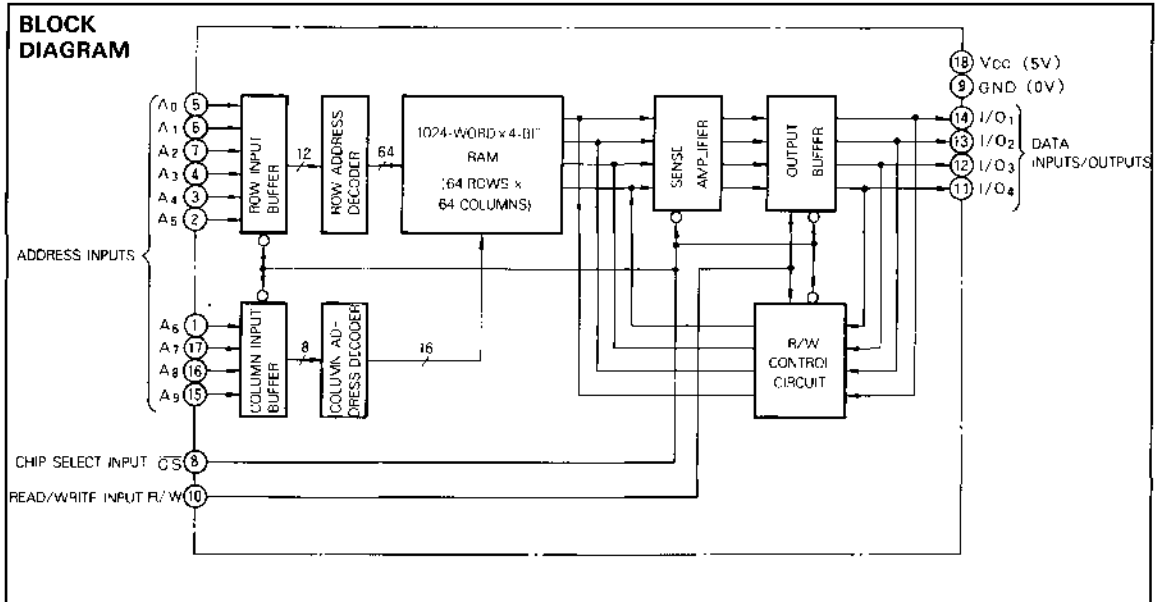 BLOCK
DIAGRAM
18 VCC (5V)
9 GND (0V)
A0 5
A1 6
A2 7
A3 4
A4 3
A5 2
ADDRESS INPUTS
A6 1
A7 17
A8 16
A9 15
ROW INPUT
BUFFER
12
ROW ADDRESS
DECODER
64
1024-WORD×4-BIT
RAM
(64 ROWS ×
64 COLUMNS)
SENSE
AMPLIFIER
OUTPUT
BUFFER
14 I/O1
13 I/O2
12 I/O3
11 I/O4
DATA
INPUTS/OUTPUTS
COLUMN INPUT
BUFFER
8
COLUMN AD-
DRESS DECODER
16
R/W
CONTROL
CIRCUIT
CHIP SELECT INPUT C̅S̅ 8
READ/WRITE INPUT R/W 10